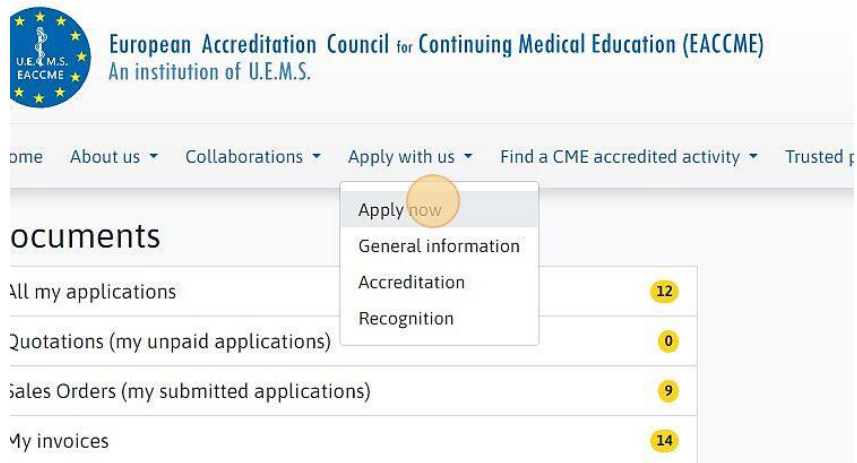 U.E.M.S.
EACCME
European Accreditation Council for Continuing Medical Education (EACCME)
An institution of U.E.M.S.
ome About us Collaborations Apply with us Find a CME accredited activity Trusted p
Apply now
General information
Accreditation
Recognition
ocuments
All my applications 12
Quotations (my unpaid applications) 0
Sales Orders (my submitted applications) 9
My invoices 14